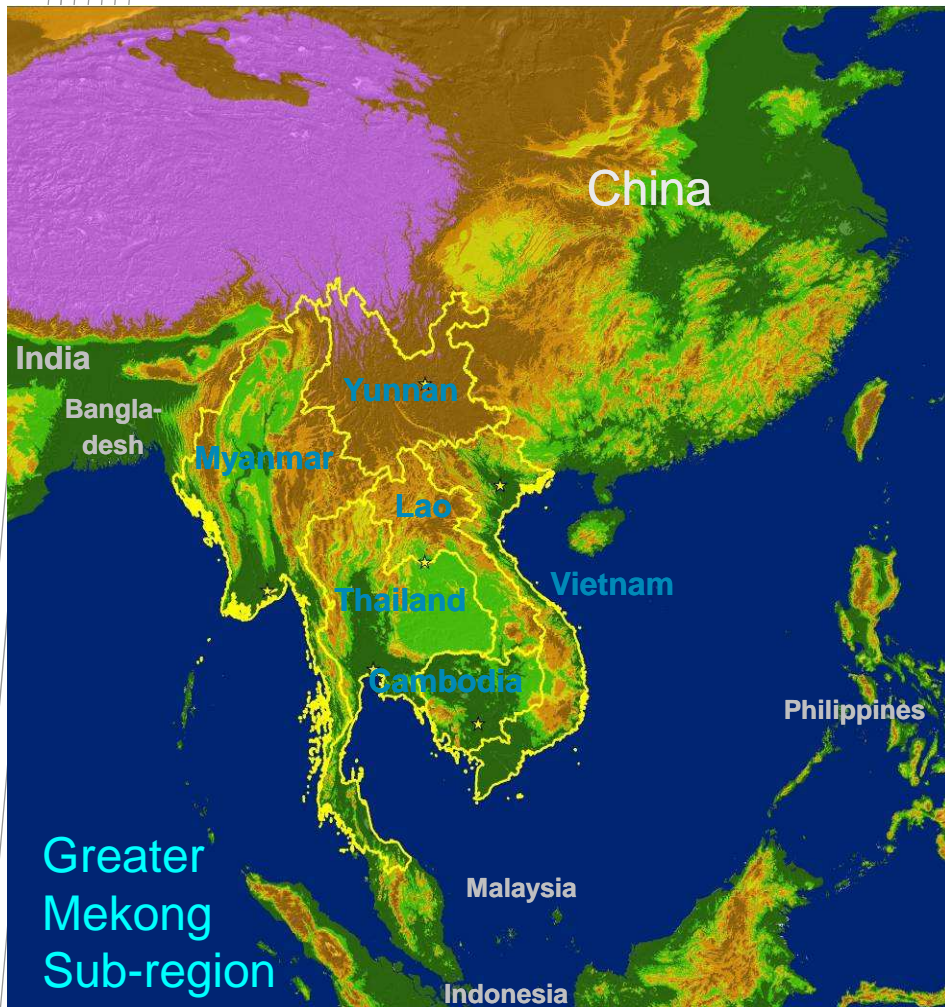 China
India
Bangla-
desh
Yunnan
Myanmar
Lao
Vietnam
Thailand
Cambodia
Philippines
Greater
Mekong
Sub-region
Malaysia
Indonesia